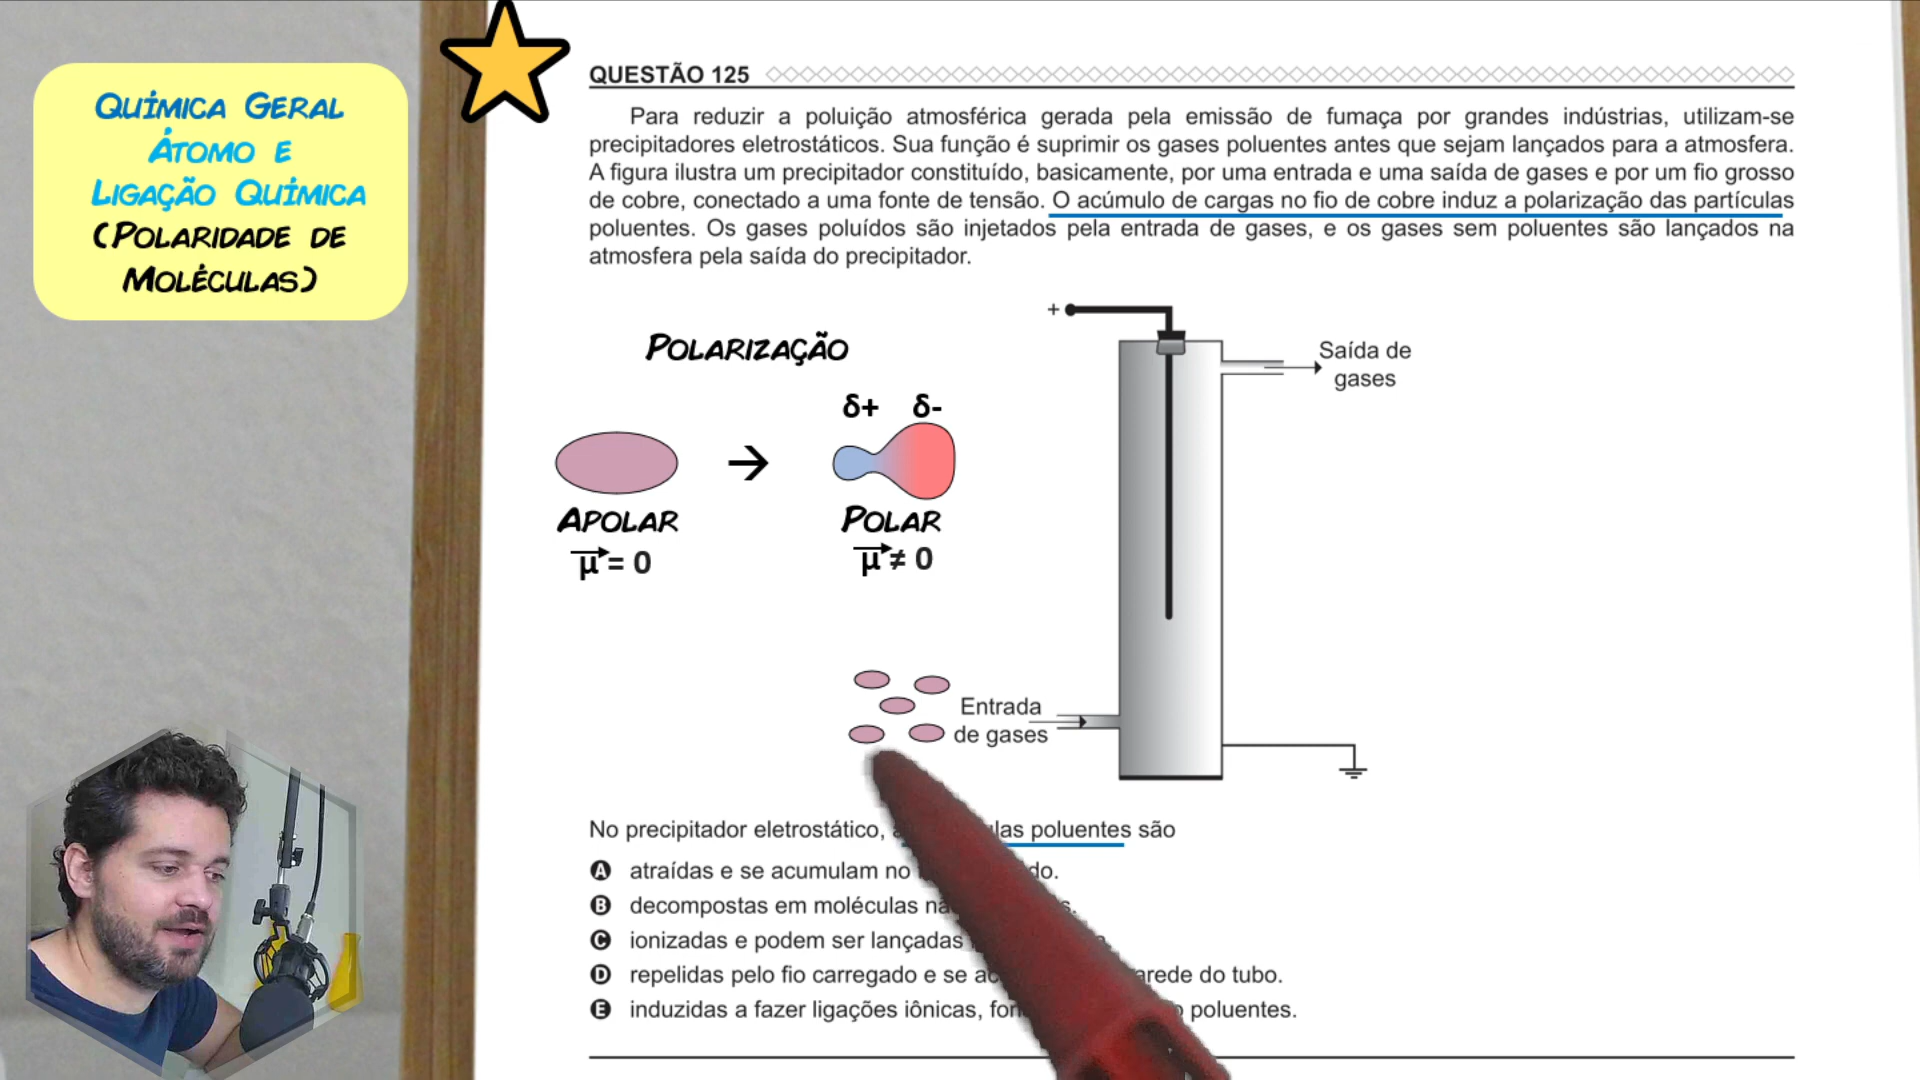 QUÍMICA GERAL
ÁTOMO E
LIGAÇÃO QUÍMICA
(POLARIDADE DE
MOLÉCULAS)
QUESTÃO 125
Para reduzir a poluição atmosférica gerada pela emissão de fumaça por grandes indústrias, utilizam-se
precipitadores eletrostáticos. Sua função é suprimir os gases poluentes antes que sejam lançados para a atmosfera.
A figura ilustra um precipitador constituído, basicamente, por uma entrada e uma saída de gases e por um fio grosso
de cobre, conectado a uma fonte de tensão. O acúmulo de cargas no fio de cobre induz a polarização das partículas
poluentes. Os gases poluídos são injetados pela entrada de gases, e os gases sem poluentes são lançados na
atmosfera pela saída do precipitador.
+
Saída de
gases
POLARIZAÇÃO
δ+ δ-
→
APOLAR
μ = 0
POLAR
μ ≠ 0
Entrada
de gases
No precipitador eletrostático, poluentes são
A atraídas e se acumulam no
B decompostas em moléculas
C ionizadas e podem ser lançadas
D repelidas pelo fio carregado e se do tubo.
E induzidas a fazer ligações iônicas, poluentes.